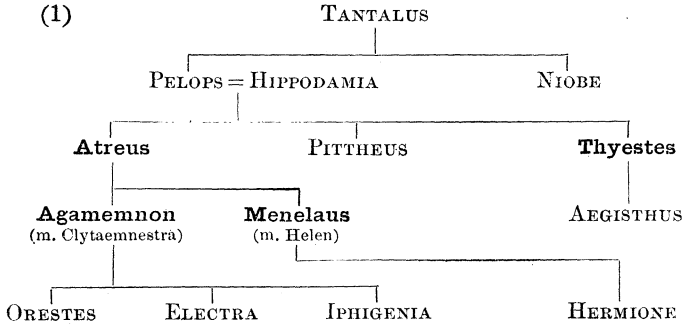 (1) TANTALUS
PELOPS = HIPPODAMIA NIOBE
Atreus PITTHEUS Thyestes
Agamemnon Menelaus AEGISTHUS
(m. Clytaemnestra) (m. Helen)
ORESTES ELECTRA IPHIGENIA HERMIONE